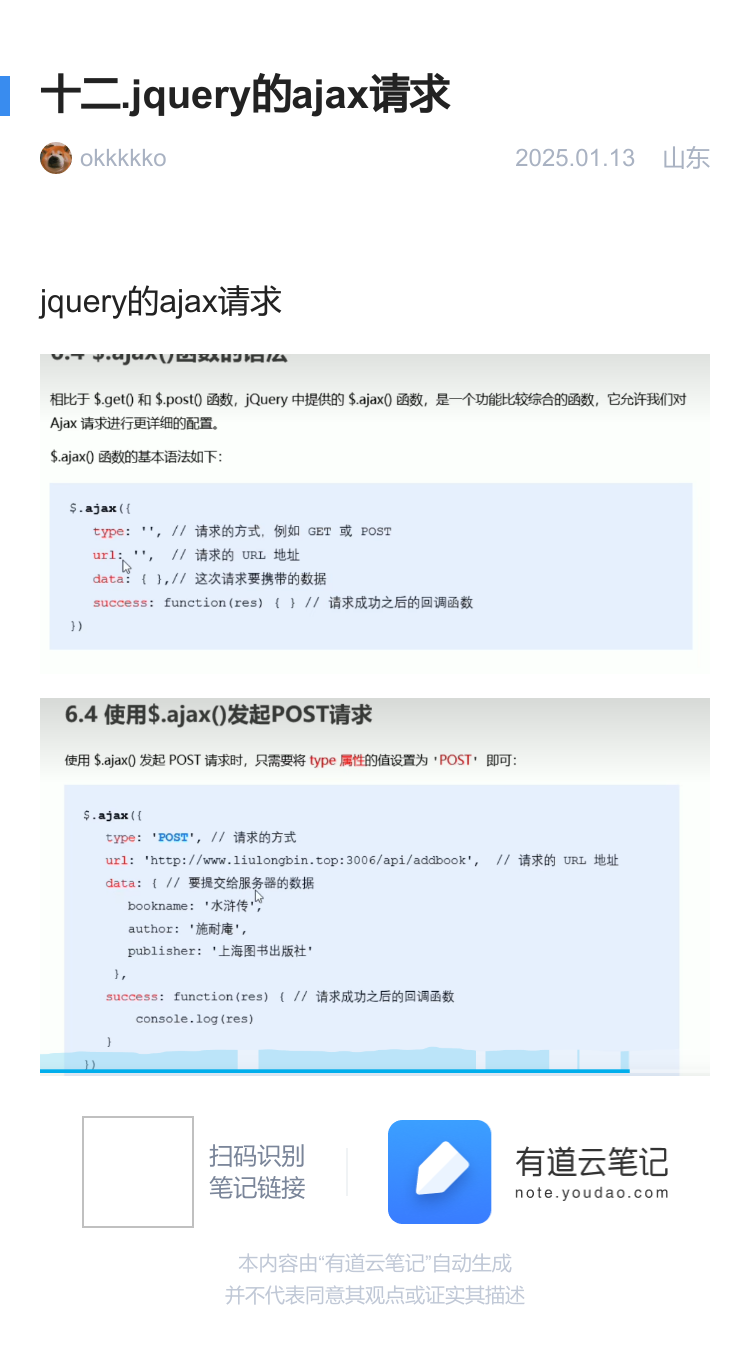 十二.jquery的ajax请求
okkkkko
2025.01.13 山东
jquery的ajax请求
6.4 $.ajax()函数的语法
相比于 $.get() 和 $.post() 函数，jQuery 中提供的 $.ajax() 函数，是一个功能比较综合的函数，它允许我们对
Ajax 请求进行更详细的配置。
$.ajax() 函数的基本语法如下：
$.ajax({
type: '', // 请求的方式，例如 GET 或 POST
url: '', // 请求的 URL 地址
data: { },// 这次请求要携带的数据
success: function(res) { } // 请求成功之后的回调函数
})
6.4 使用$.ajax()发起POST请求
使用 $.ajax() 发起 POST 请求时，只需要将 type 属性的值设置为 'POST' 即可：
$.ajax({
type: 'POST', // 请求的方式
url: 'http://www.liulongbin.top:3006/api/addbook', // 请求的 URL 地址
data: { // 要提交给服务器的数据
bookname: '水浒传',
author: '施耐庵',
publisher: '上海图书出版社'
},
success: function(res) { // 请求成功之后的回调函数
console.log(res)
}
})
扫码识别
笔记链接
有道云笔记
note.youdao.com
本内容由“有道云笔记”自动生成
并不代表同意其观点或证实其描述